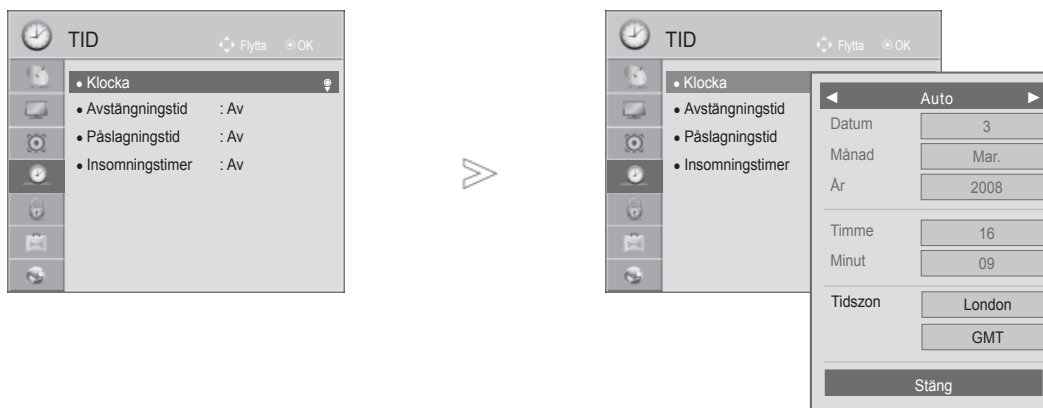 TID Flytta OK
• Klocka
• Avstängningstid : Av
• Påslagningstid : Av
• Insomningstimer : Av
TID Flytta OK
• Klocka
• Avstängningstid
• Påslagningstid
• Insomningstimer
◄ Auto ►
Datum 3
Månad Mar.
År 2008
Timme 16
Minut 09
Tidszon London
GMT
Stäng